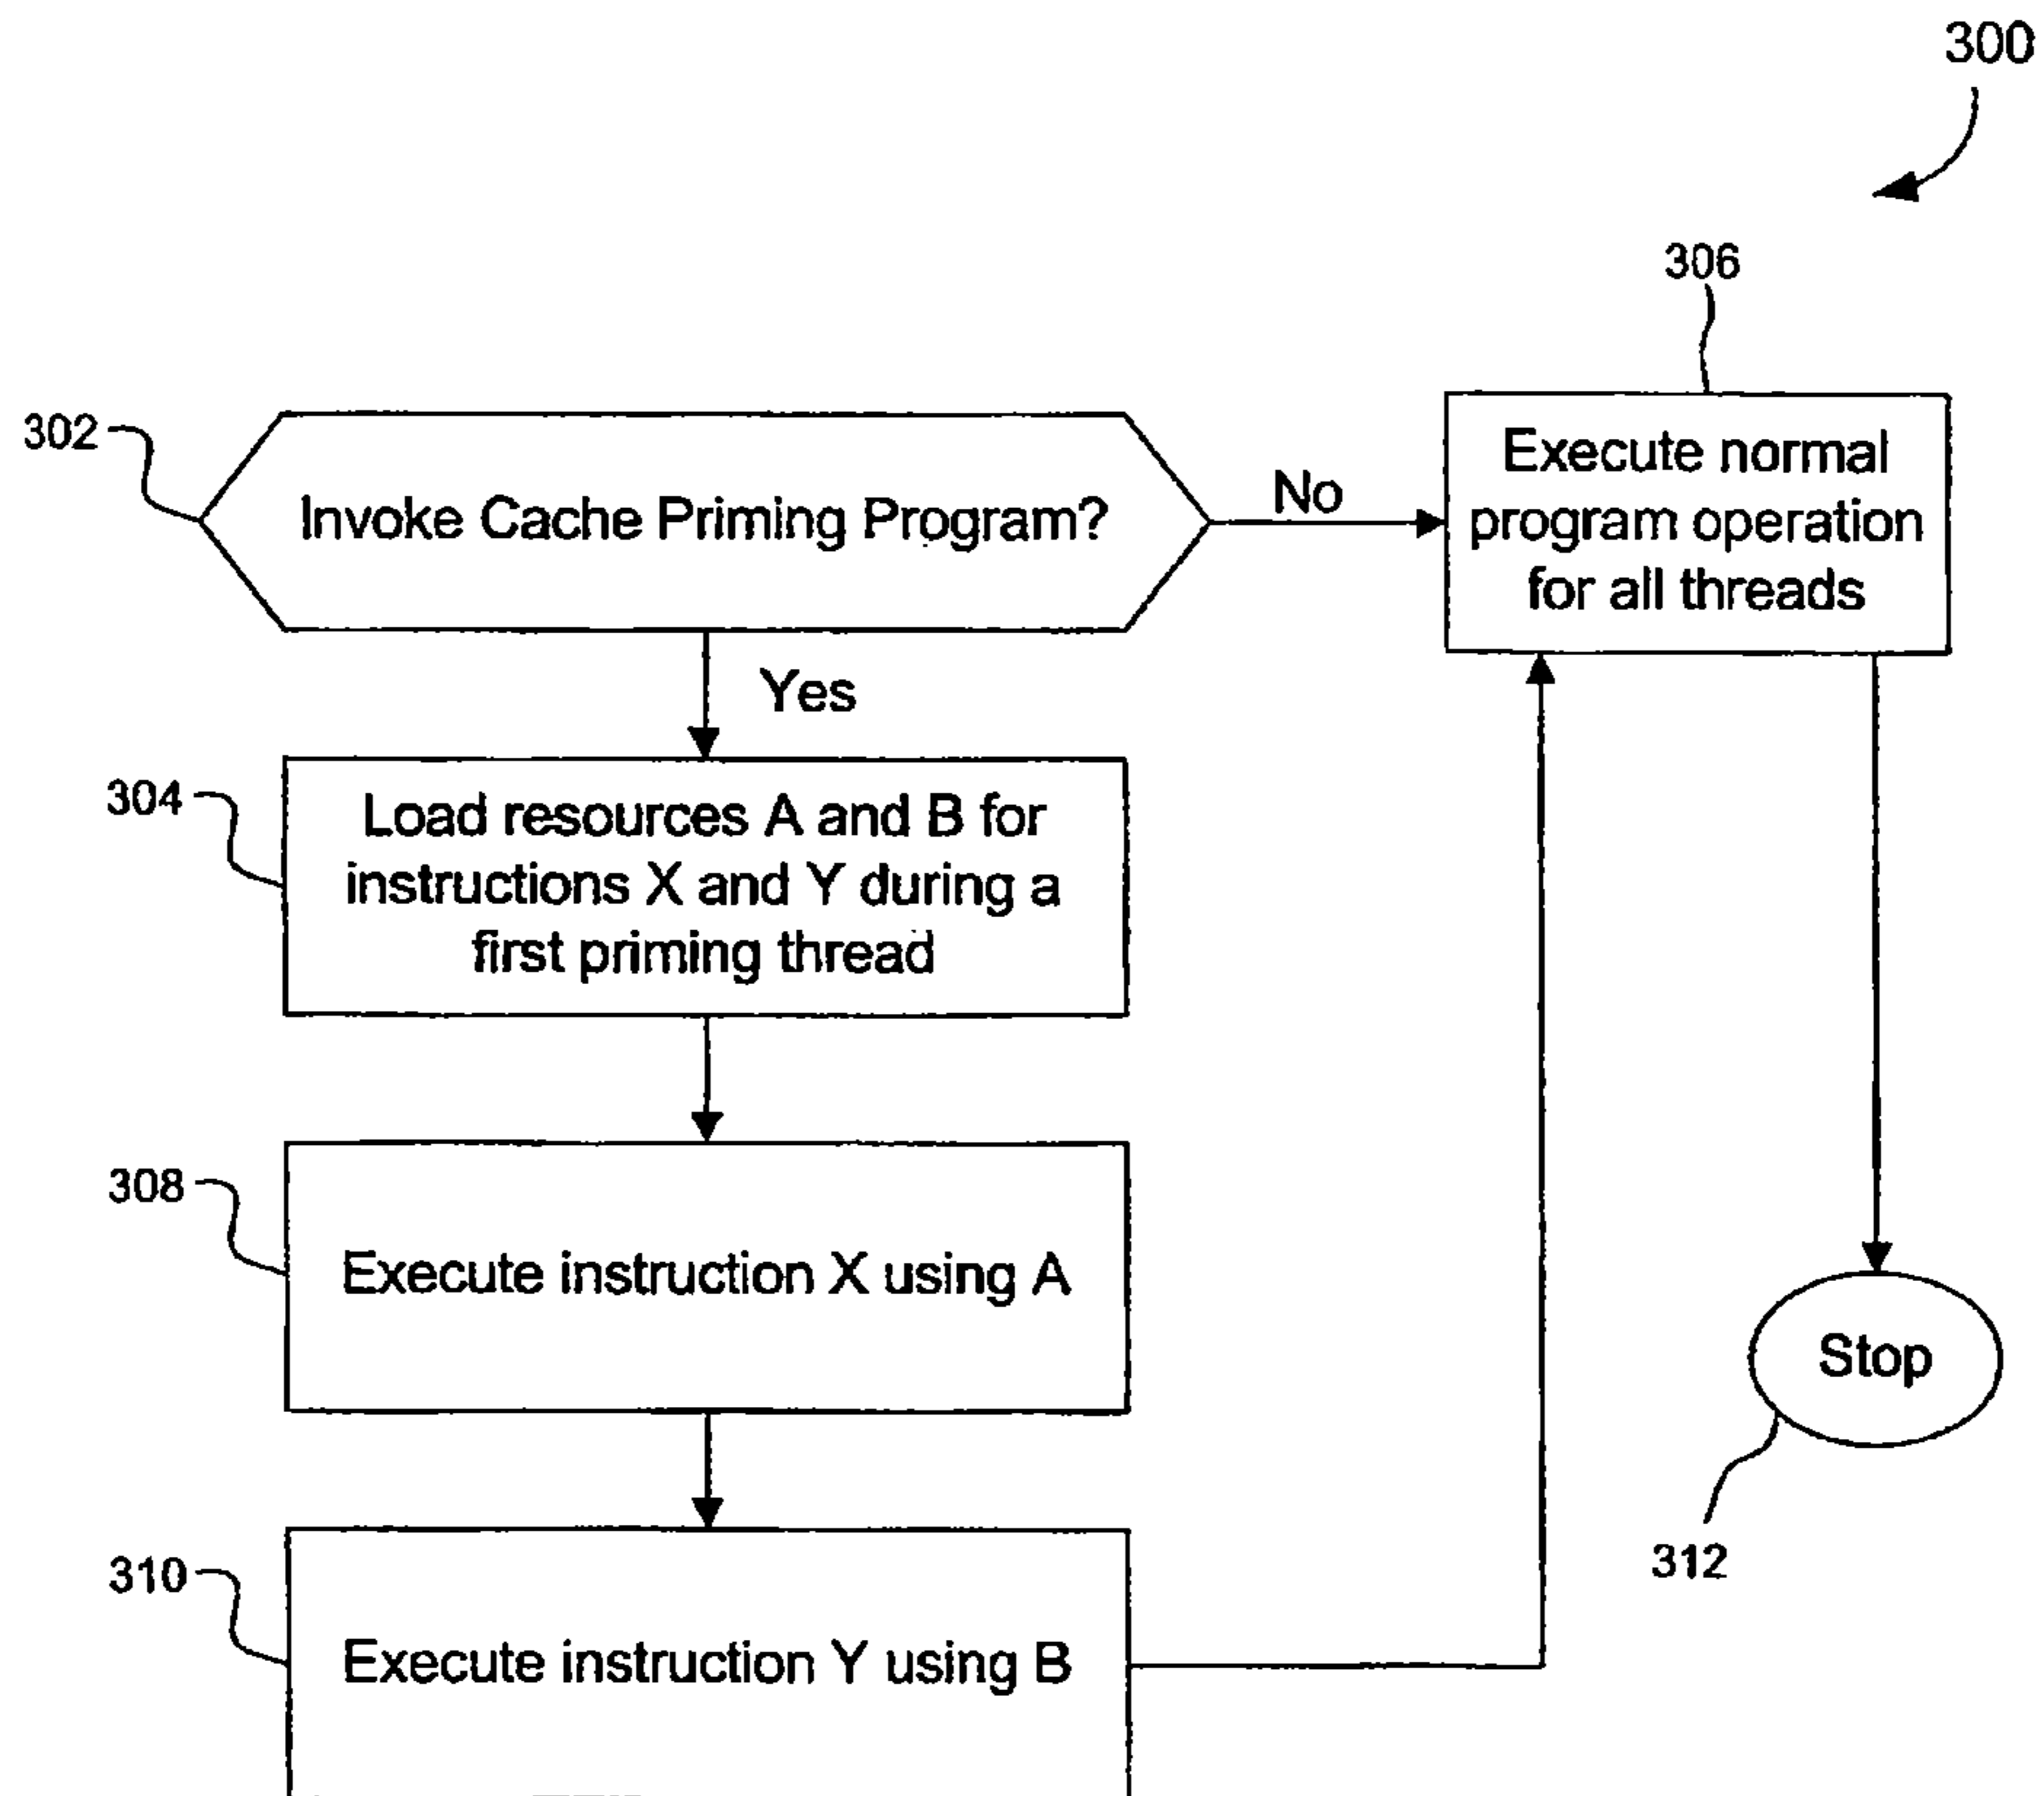 300
306
302
Invoke Cache Priming Program?
No
Execute normal
program operation
for all threads
Yes
304
Load resources A and B for
instructions X and Y during a
first priming thread
308
Execute instruction X using A
Stop
312
310
Execute instruction Y using B